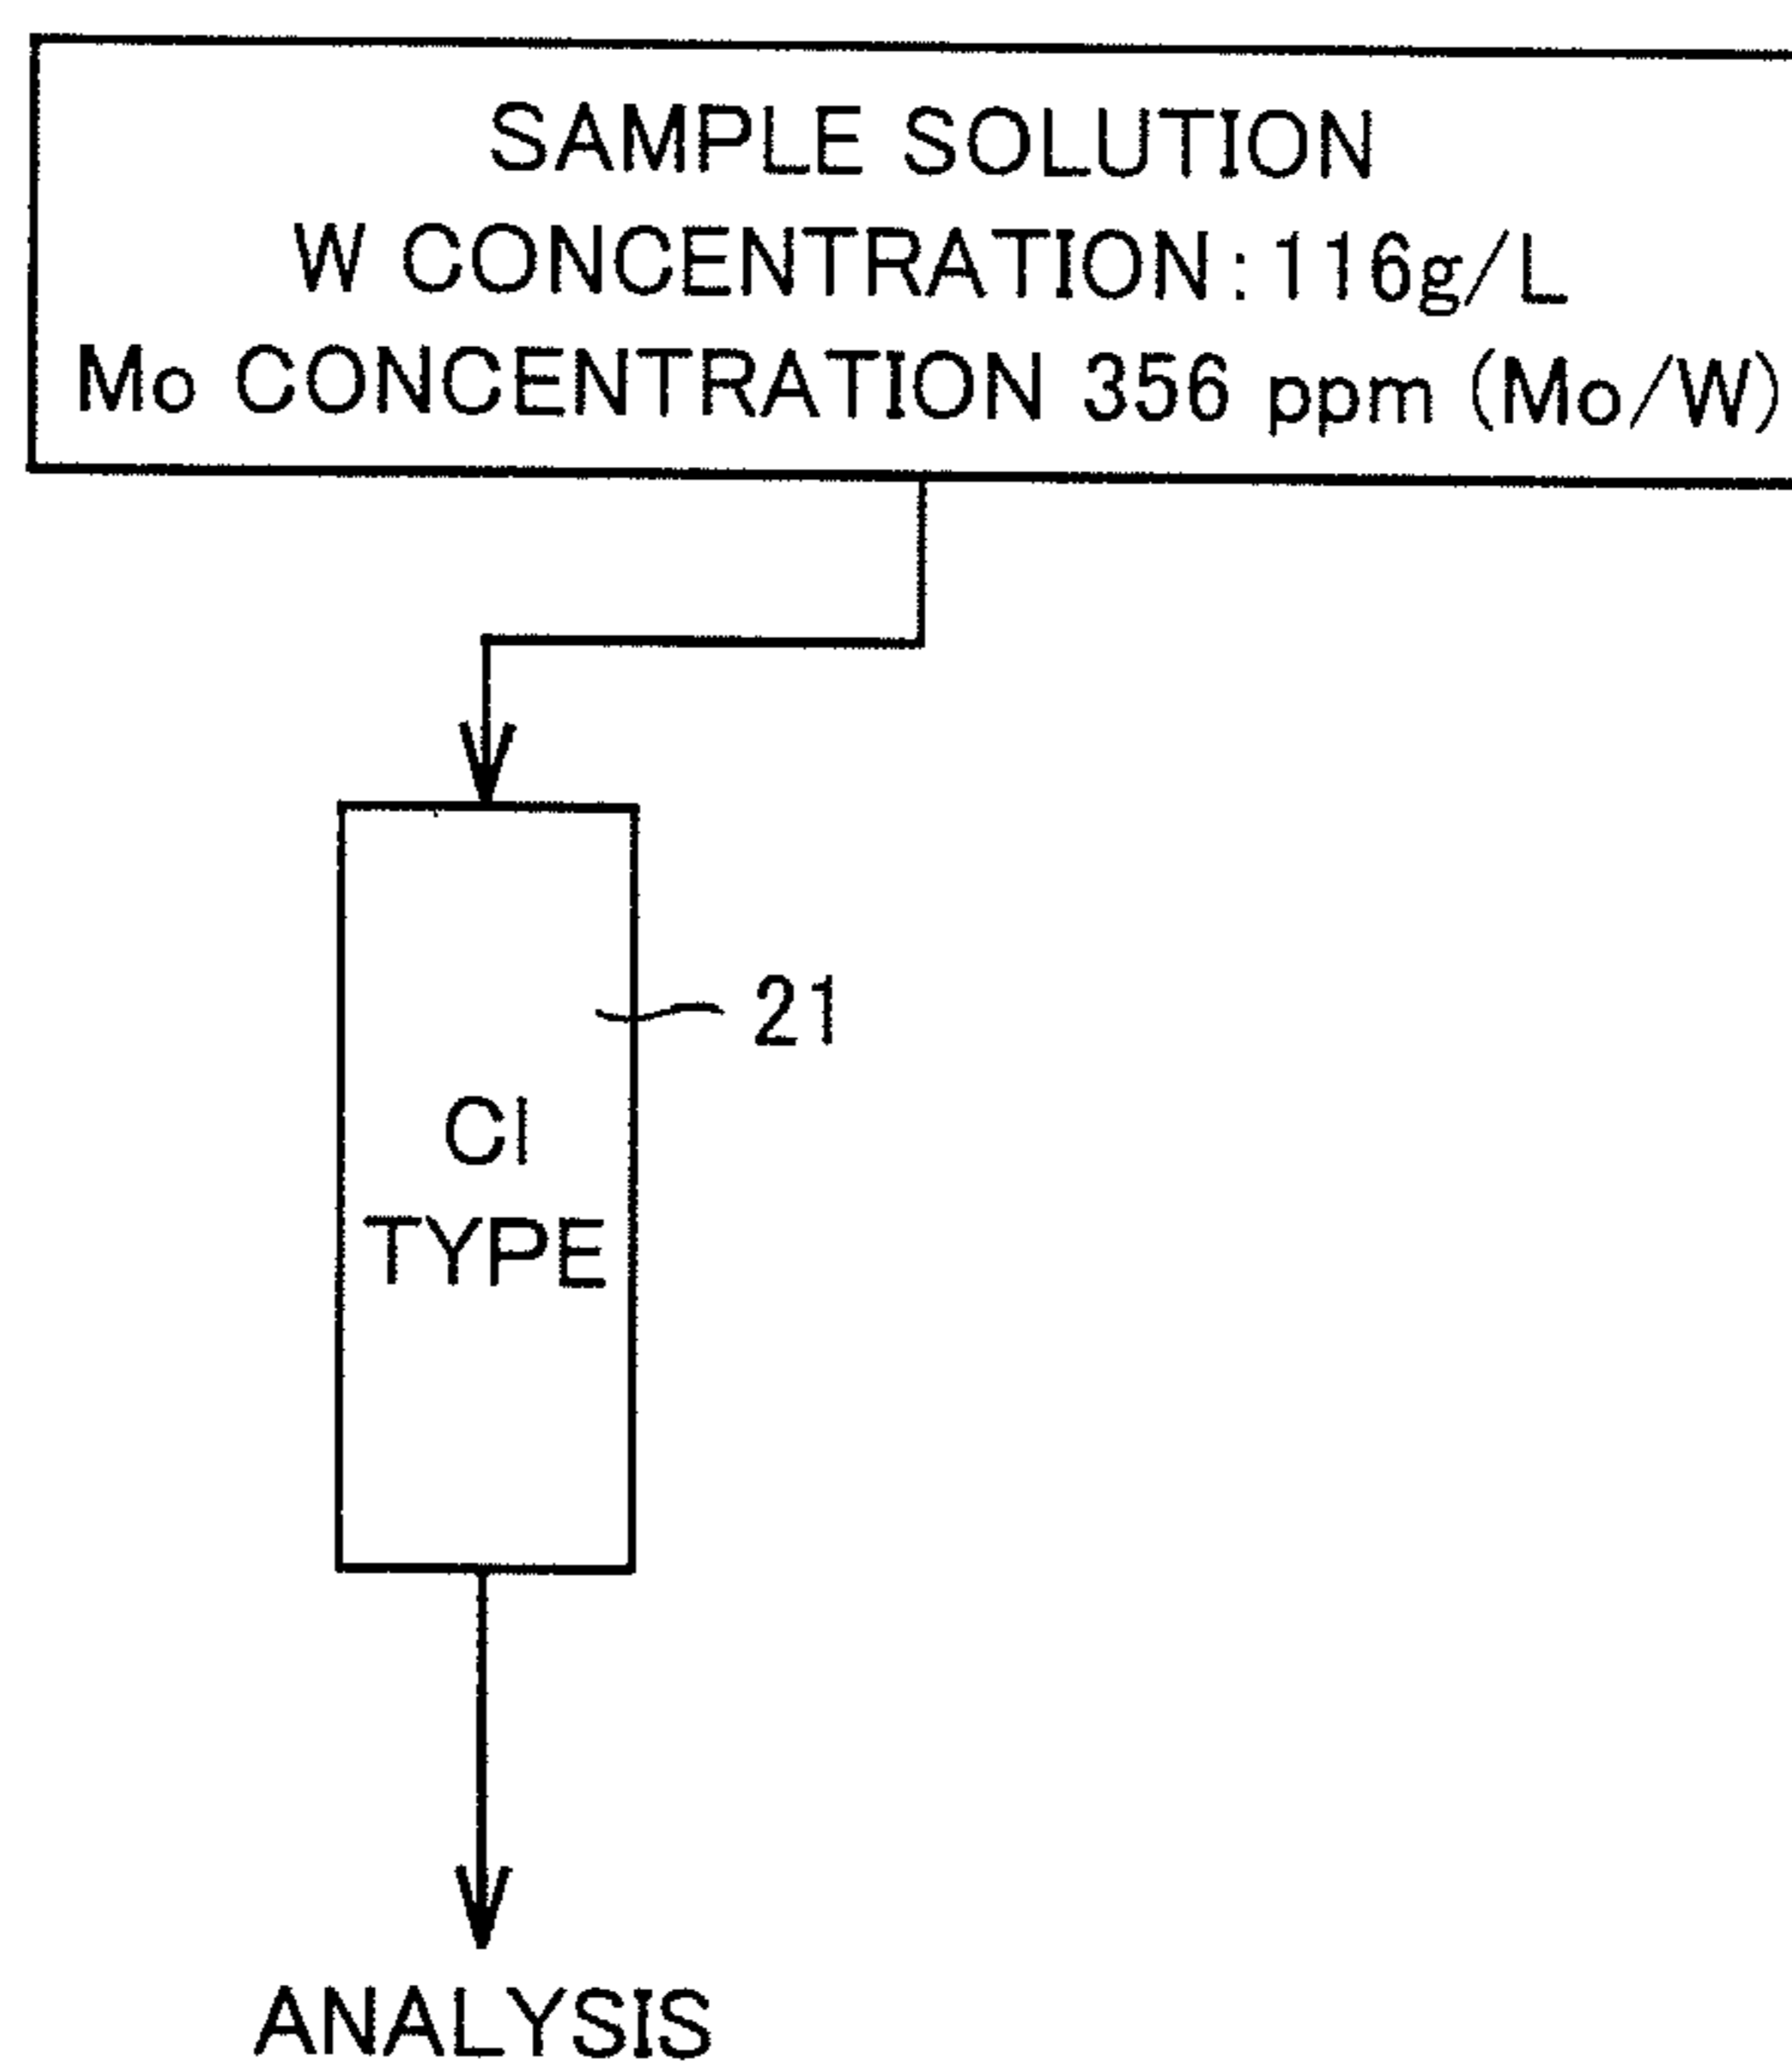 SAMPLE SOLUTION
W CONCENTRATION: 116g/L
Mo CONCENTRATION 356 ppm (Mo/W)
21
Cl
TYPE
ANALYSIS